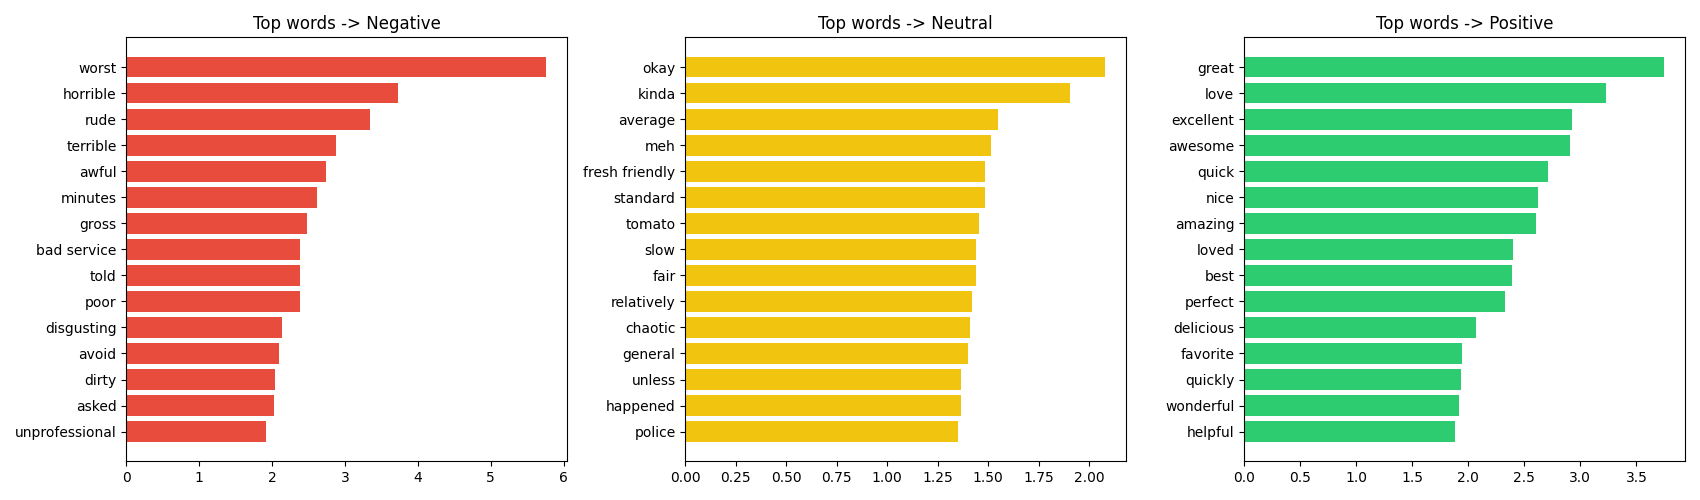 Top words -> Negative
worst
horrible
rude
terrible
awful
minutes
gross
bad service
told
poor
disgusting
avoid
dirty
asked
unprofessional
0 1 2 3 4 5 6
Top words -> Neutral
okay
kinda
average
meh
fresh friendly
standard
tomato
slow
fair
relatively
chaotic
general
unless
happened
police
0.00 0.25 0.50 0.75 1.00 1.25 1.50 1.75 2.00
Top words -> Positive
great
love
excellent
awesome
quick
nice
amazing
loved
best
perfect
delicious
favorite
quickly
wonderful
helpful
0.0 0.5 1.0 1.5 2.0 2.5 3.0 3.5